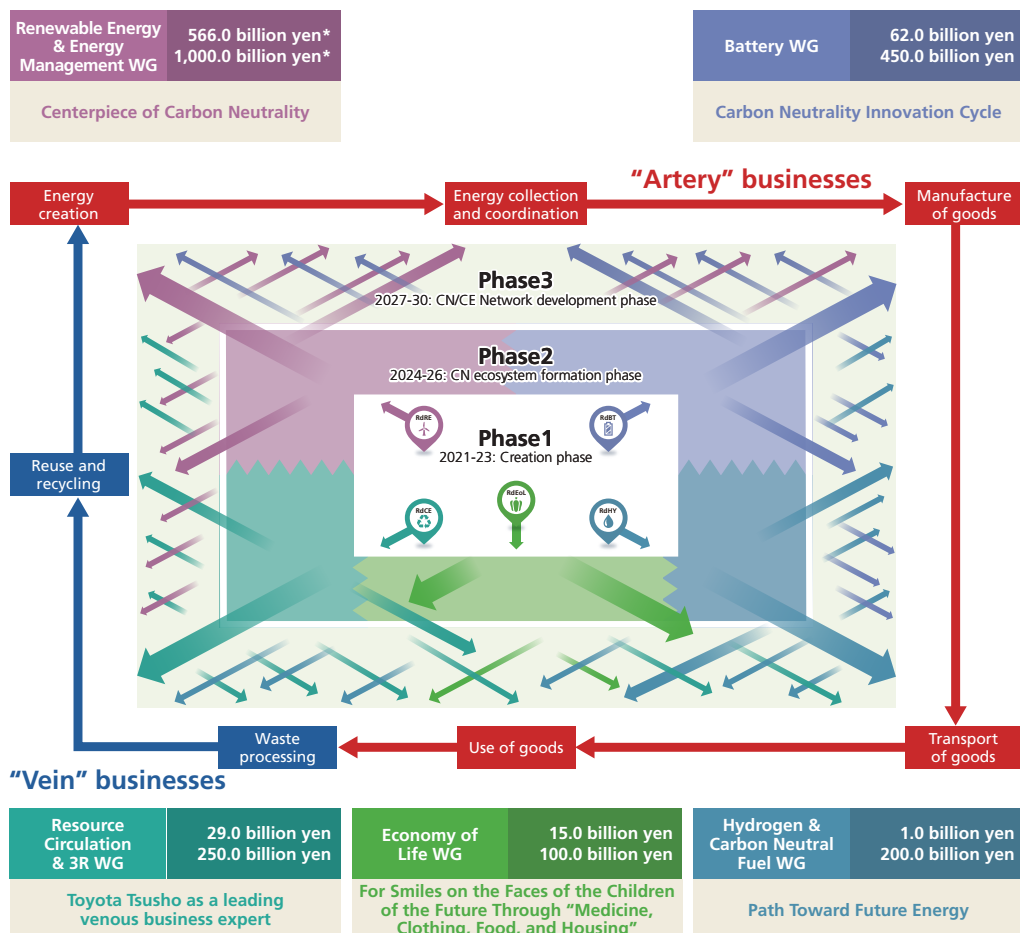 Renewable Energy
& Energy
Management WG
566.0 billion yen*
1,000.0 billion yen*
Centerpiece of Carbon Neutrality
Battery WG
62.0 billion yen
450.0 billion yen
Carbon Neutrality Innovation Cycle
“Artery” businesses
Energy
creation
Energy collection
and coordination
Manufacture
of goods
Phase3
2027-30: CN/CE Network development phase
Phase2
2024-26: CN ecosystem formation phase
RdRE
RdBT
Phase1
2021-23: Creation phase
Reuse and
recycling
RdCE
RdEoL
RdHY
Waste
processing
Use of goods
Transport
of goods
“Vein” businesses
Resource
Circulation
& 3R WG
29.0 billion yen
250.0 billion yen
Toyota Tsusho as a leading
venous business expert
Economy of
Life WG
15.0 billion yen
100.0 billion yen
For Smiles on the Faces of the Children
of the Future Through “Medicine,
Clothing, Food, and Housing”
Hydrogen &
Carbon Neutral
Fuel WG
1.0 billion yen
200.0 billion yen
Path Toward Future Energy